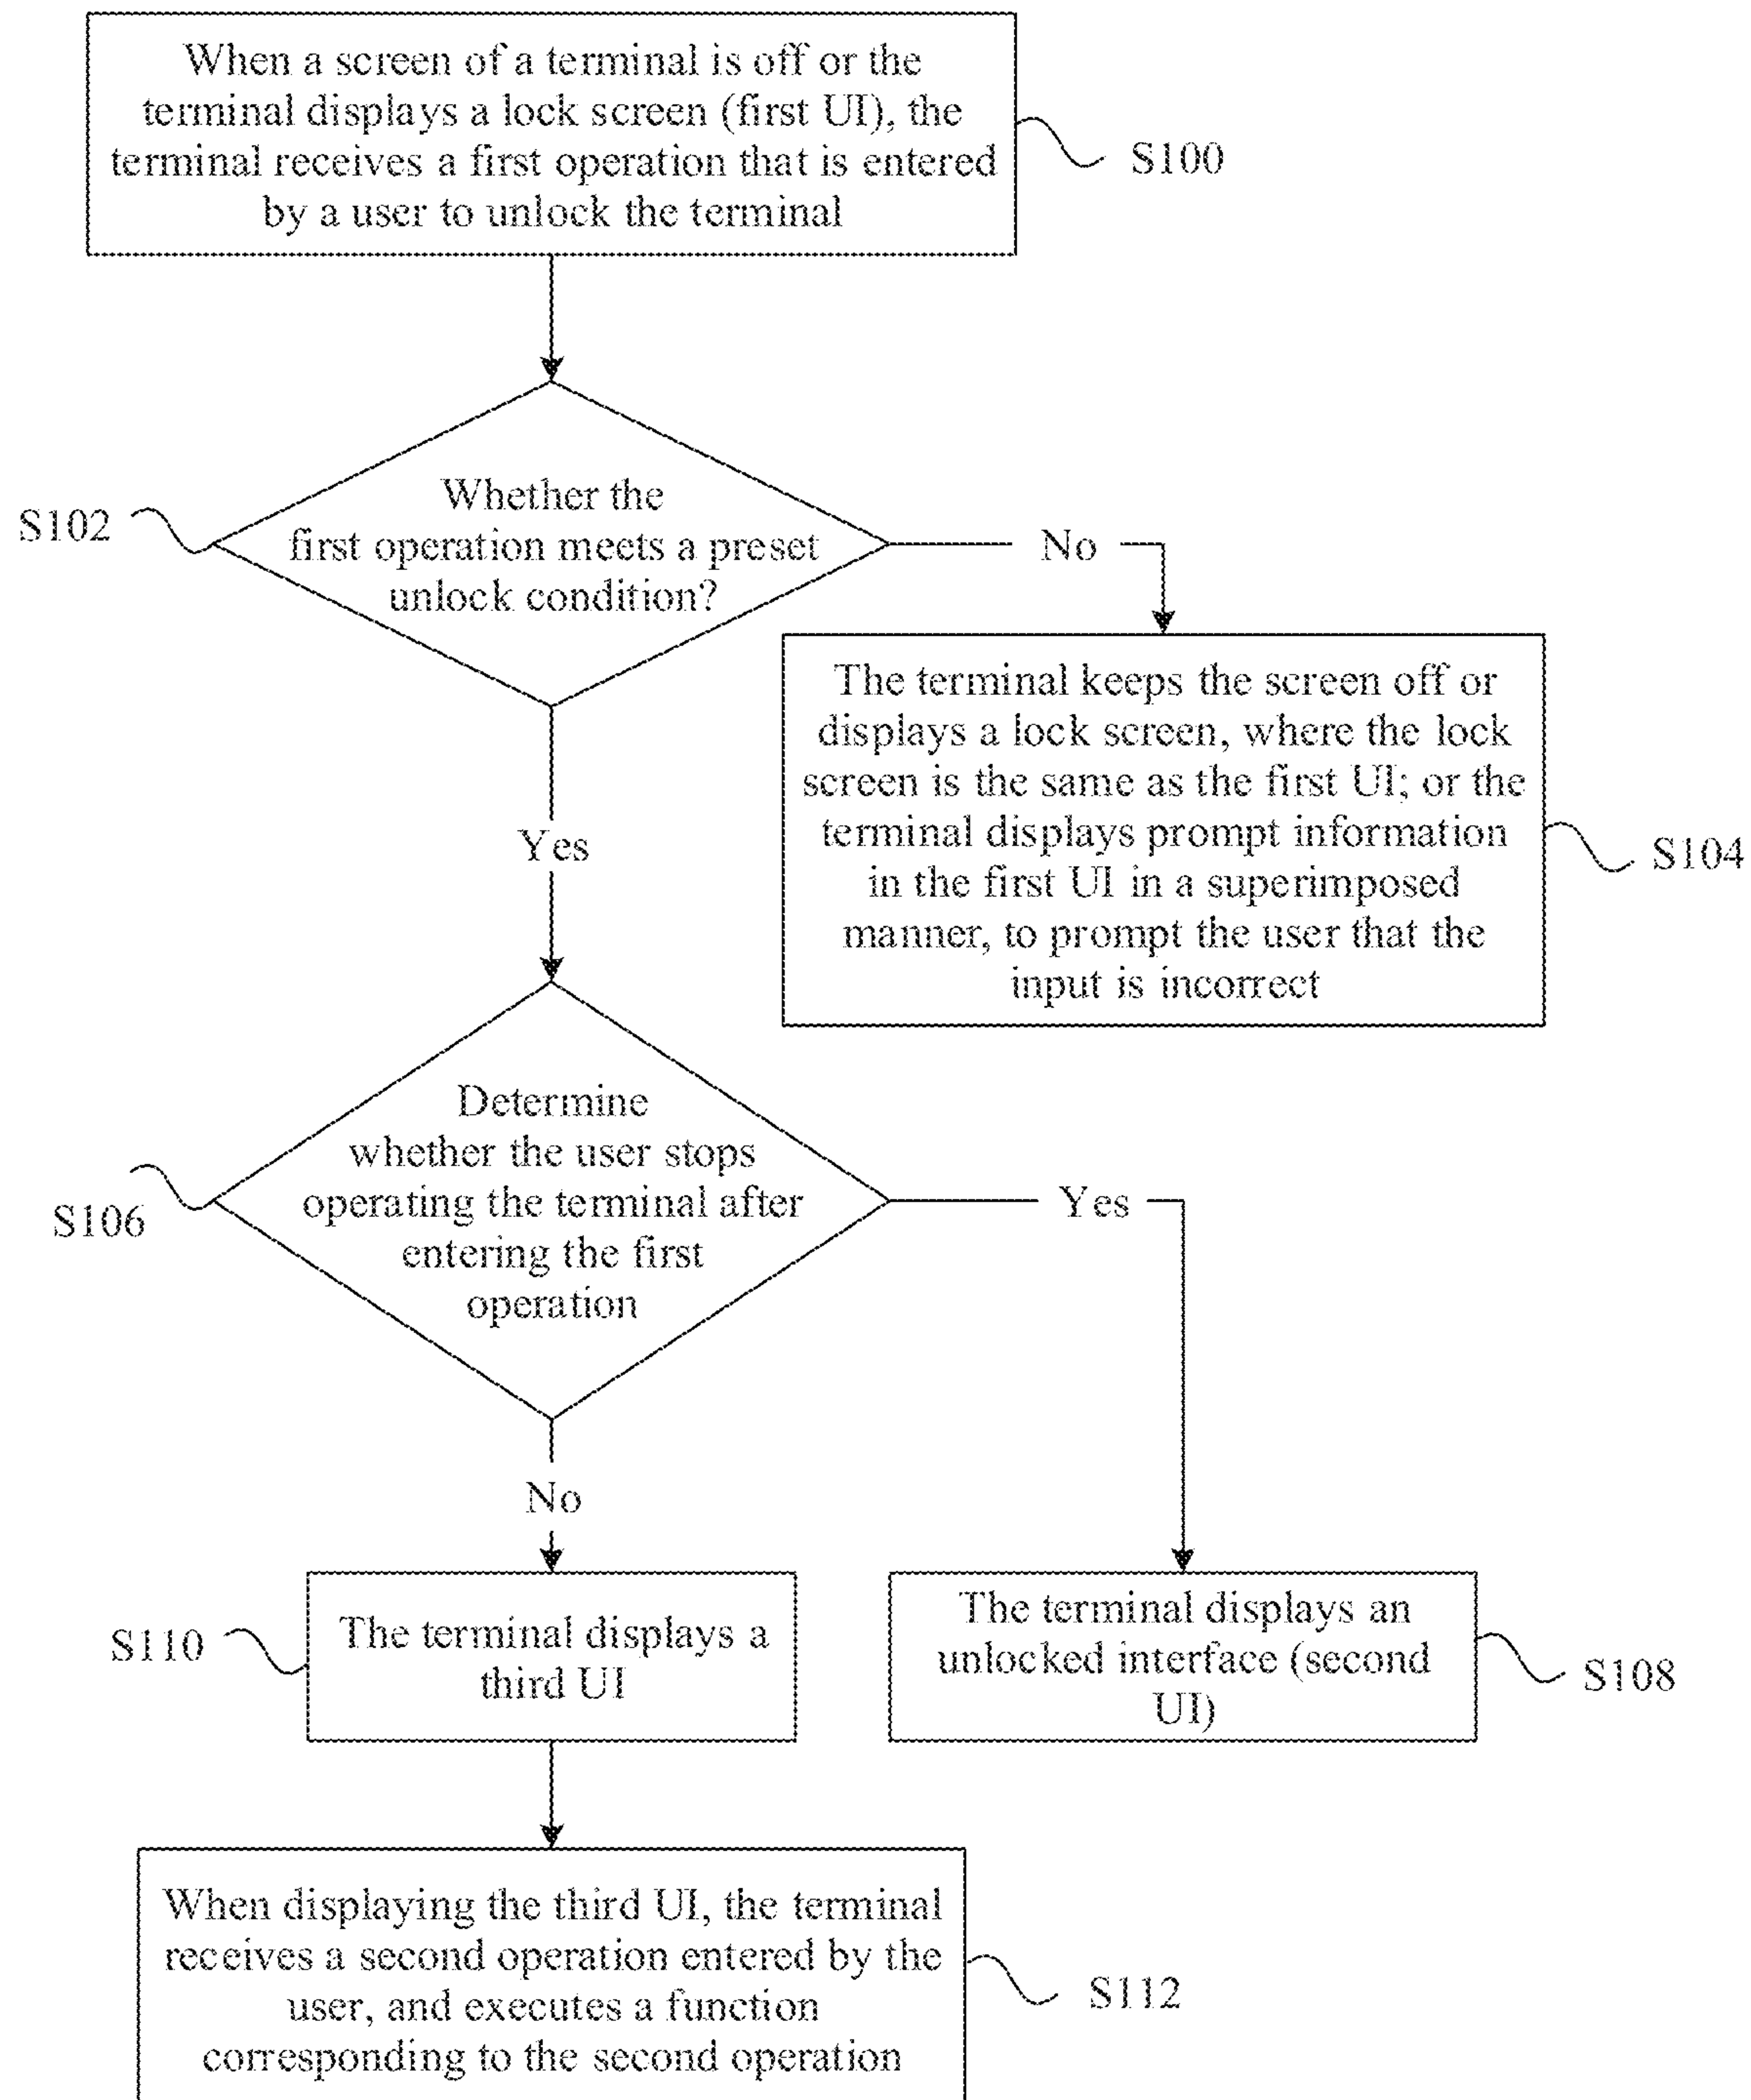 When a screen of a terminal is off or the
terminal displays a lock screen (first UI), the
terminal receives a first operation that is entered
by a user to unlock the terminal
S100
Whether the
first operation meets a preset
unlock condition?
S102
No
The terminal keeps the screen off or
displays a lock screen, where the lock
screen is the same as the first UI; or the
terminal displays prompt information
in the first UI in a superimposed
manner, to prompt the user that the
input is incorrect
S104
Yes
Determine
whether the user stops
operating the terminal after
entering the first
operation
S106
Yes
No
The terminal displays a
third UI
S110
The terminal displays an
unlocked interface (second
UI)
S108
When displaying the third UI, the terminal
receives a second operation entered by the
user, and executes a function
corresponding to the second operation
S112